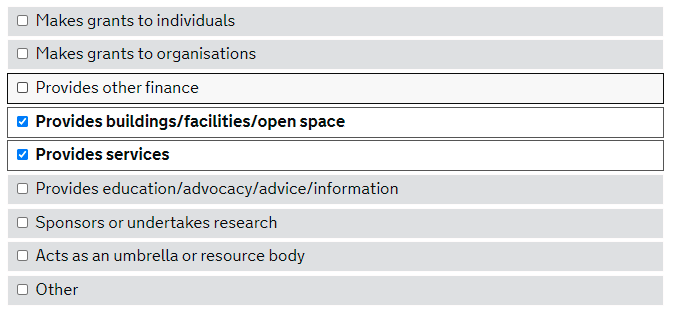 Makes grants to individuals
Makes grants to organisations
Provides other finance
Provides buildings/facilities/open space
Provides services
Provides education/advocacy/advice/information
Sponsors or undertakes research
Acts as an umbrella or resource body
Other